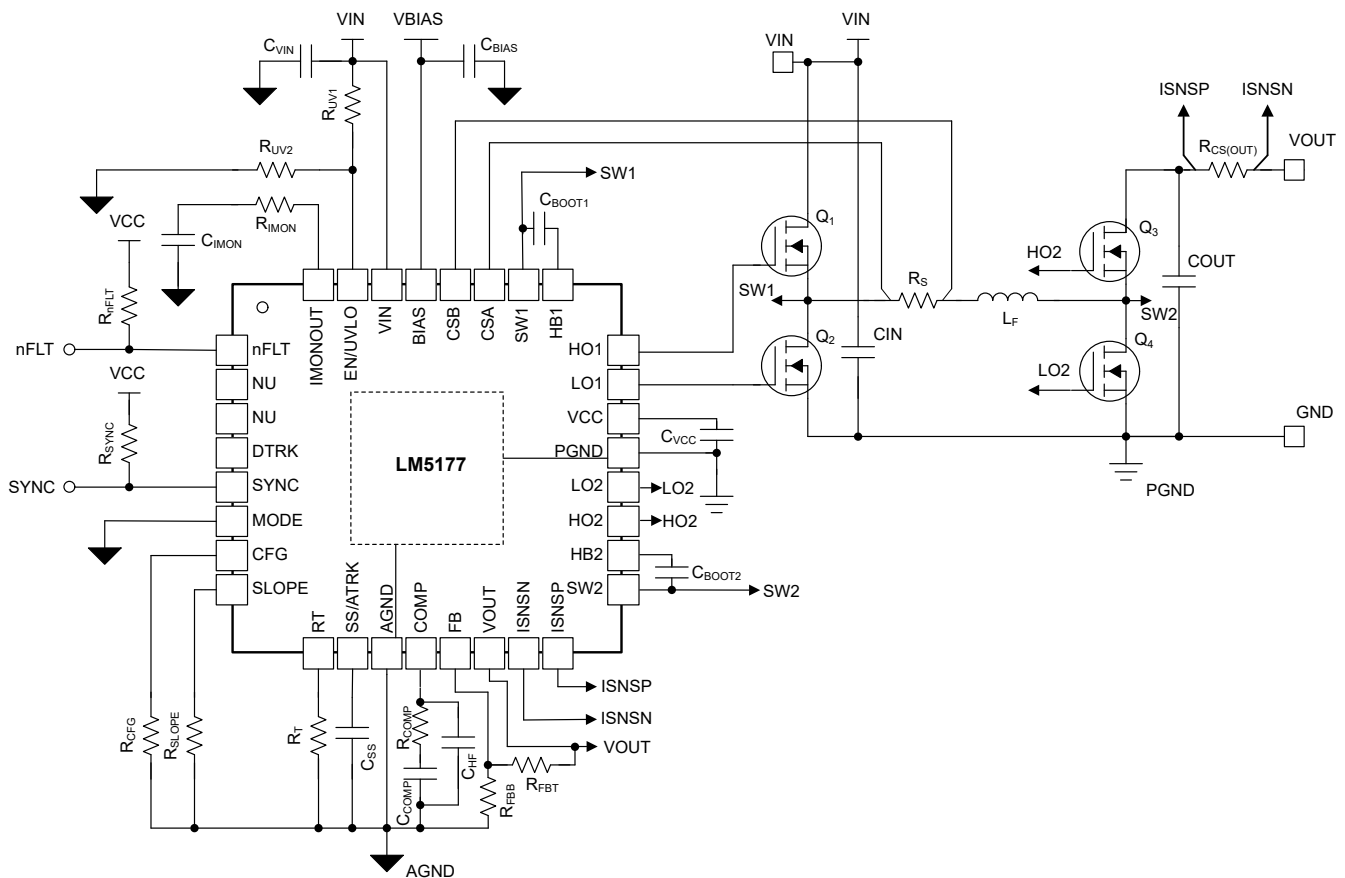 VIN
VBIAS
CVIN
CBIAS
RUV1
RUV2
RIMON
CIMON
VCC
RnFLT
nFLT
VCC
RSYNC
SYNC
SW1
CBOOT1
VIN
VIN
ISNSP
ISNSN
RCS(OUT)
VOUT
Q1
Q3
HO2
COUT
SW1
RS
LF
SW2
Q2
CIN
Q4
LO2
GND
PGND
IMONOUT
EN/UVLO
VIN
BIAS
CSB
CSA
SW1
HB1
nFLT
NU
NU
DTRK
SYNC
MODE
CFG
SLOPE
LM5177
HO1
LO1
VCC
PGND
LO2
HO2
HB2
SW2
CVCC
LO2
HO2
CBOOT2
SW2
RT
SS/ATRK
AGND
COMP
FB
VOUT
ISNSN
ISNSP
ISNSP
ISNSN
VOUT
RCFG
RSLOPE
RT
CSS
RCOMP
CCOMP
CHF
RFBB
RFBT
AGND